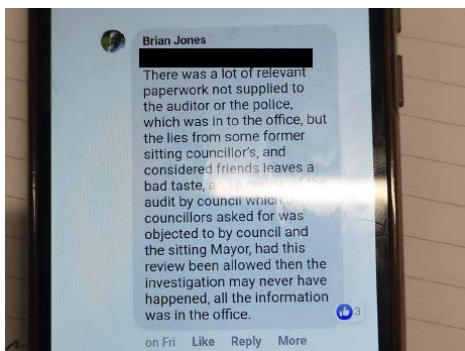 Brian Jones
There was a lot of relevant
paperwork not supplied to
the auditor or the police,
which was in to the office, but
the lies from some former
sitting councillor's, and
considered friends leaves a
bad taste, and a review of the
audit by council which
councillors asked for was
objected to by council and
the sitting Mayor, had this
review been allowed then the
investigation may never have
happened, all the information
was in the office.
3
on Fri Like Reply More